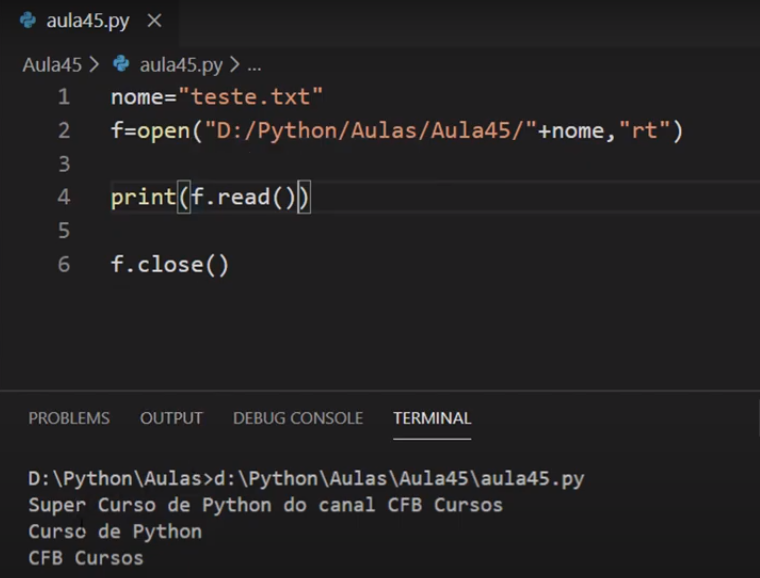 aula45.py
Aula45 > aula45.py > ...
1 nome="teste.txt"
2 f=open("D:/Python/Aulas/Aula45/"+nome,"rt")
3
4 print(f.read())
5
6 f.close()
PROBLEMS OUTPUT DEBUG CONSOLE TERMINAL
D:\Python\Aulas>d:\Python\Aulas\Aula45\aula45.py
Super Curso de Python do canal CFB Cursos
Curso de Python
CFB Cursos